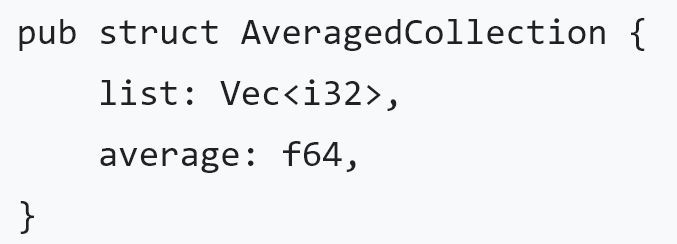 pub struct AveragedCollection {
    list: Vec<i32>,
    average: f64,
}